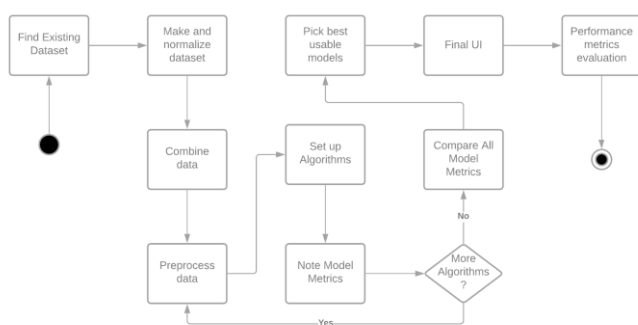 Find Existing
Dataset
Make and
normalize
dataset
Combine
data
Preprocess
data
Set up
Algorithms
Note Model
Metrics
More
Algorithms
?
Yes
No
Compare All
Model
Metrics
Pick best
usable
models
Final UI
Performance
metrics
evaluation